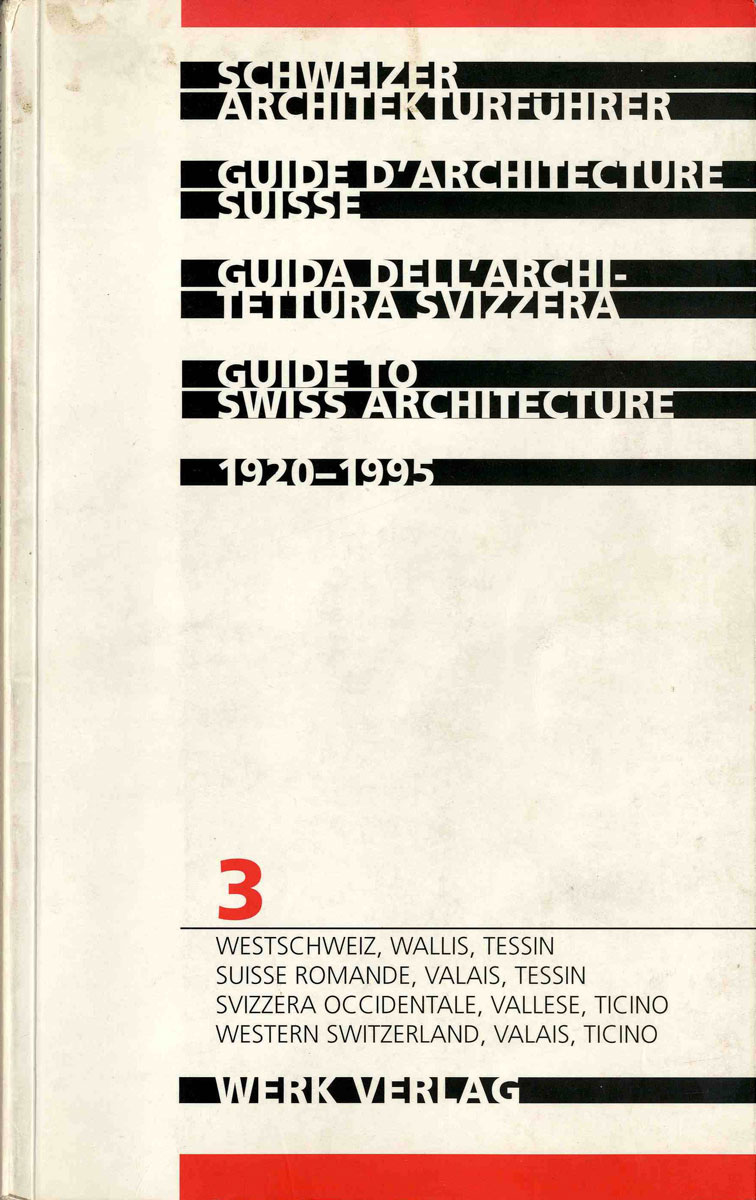 SCHWEIZER
ARCHITEKTURFÜHRER
GUIDE D'ARCHITECTURE
SUISSE
GUIDA DELL'ARCHI-
TETTURA SVIZZERA
GUIDE TO
SWISS ARCHITECTURE
1920–1995
3
WESTSCHWEIZ, WALLIS, TESSIN
SUISSE ROMANDE, VALAIS, TESSIN
SVIZZERA OCCIDENTALE, VALLESE, TICINO
WESTERN SWITZERLAND, VALAIS, TICINO
WERK VERLAG